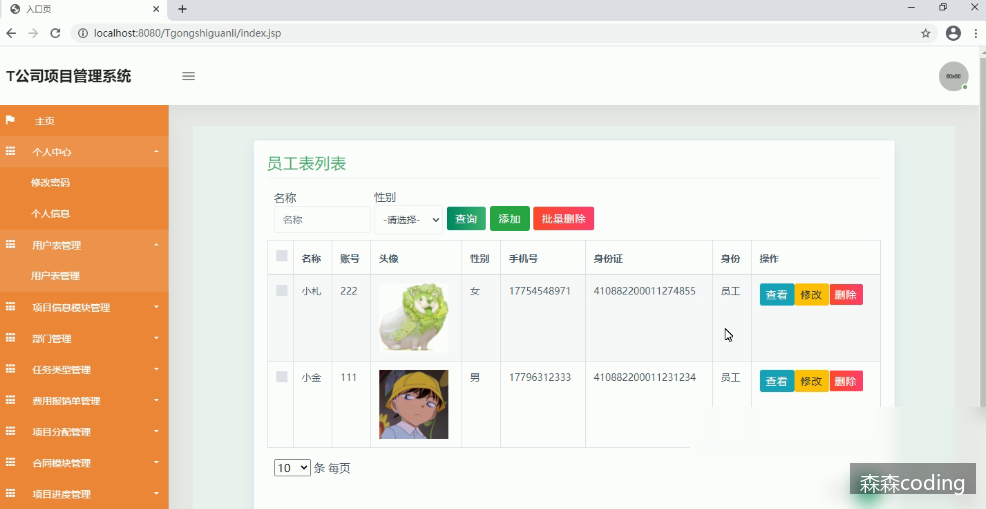 入口页
localhost:8080/Tgongshiguanli/index.jsp
T公司项目管理系统
60x60
主页
个人中心
修改密码
个人信息
用户表管理
用户表管理
项目信息模块管理
部门管理
任务类型管理
费用报销单管理
项目分配管理
合同模块管理
项目进度管理
员工表列表
名称 性别
名称 -请选择- 查询 添加 批量删除
名称 账号 头像 性别 手机号 身份证 身份 操作
小札 222 女 17754548971 410882200011274855 员工 查看 修改 删除
小金 111 男 17796312333 410882200011231234 员工 查看 修改 删除
10 条 每页
森森coding